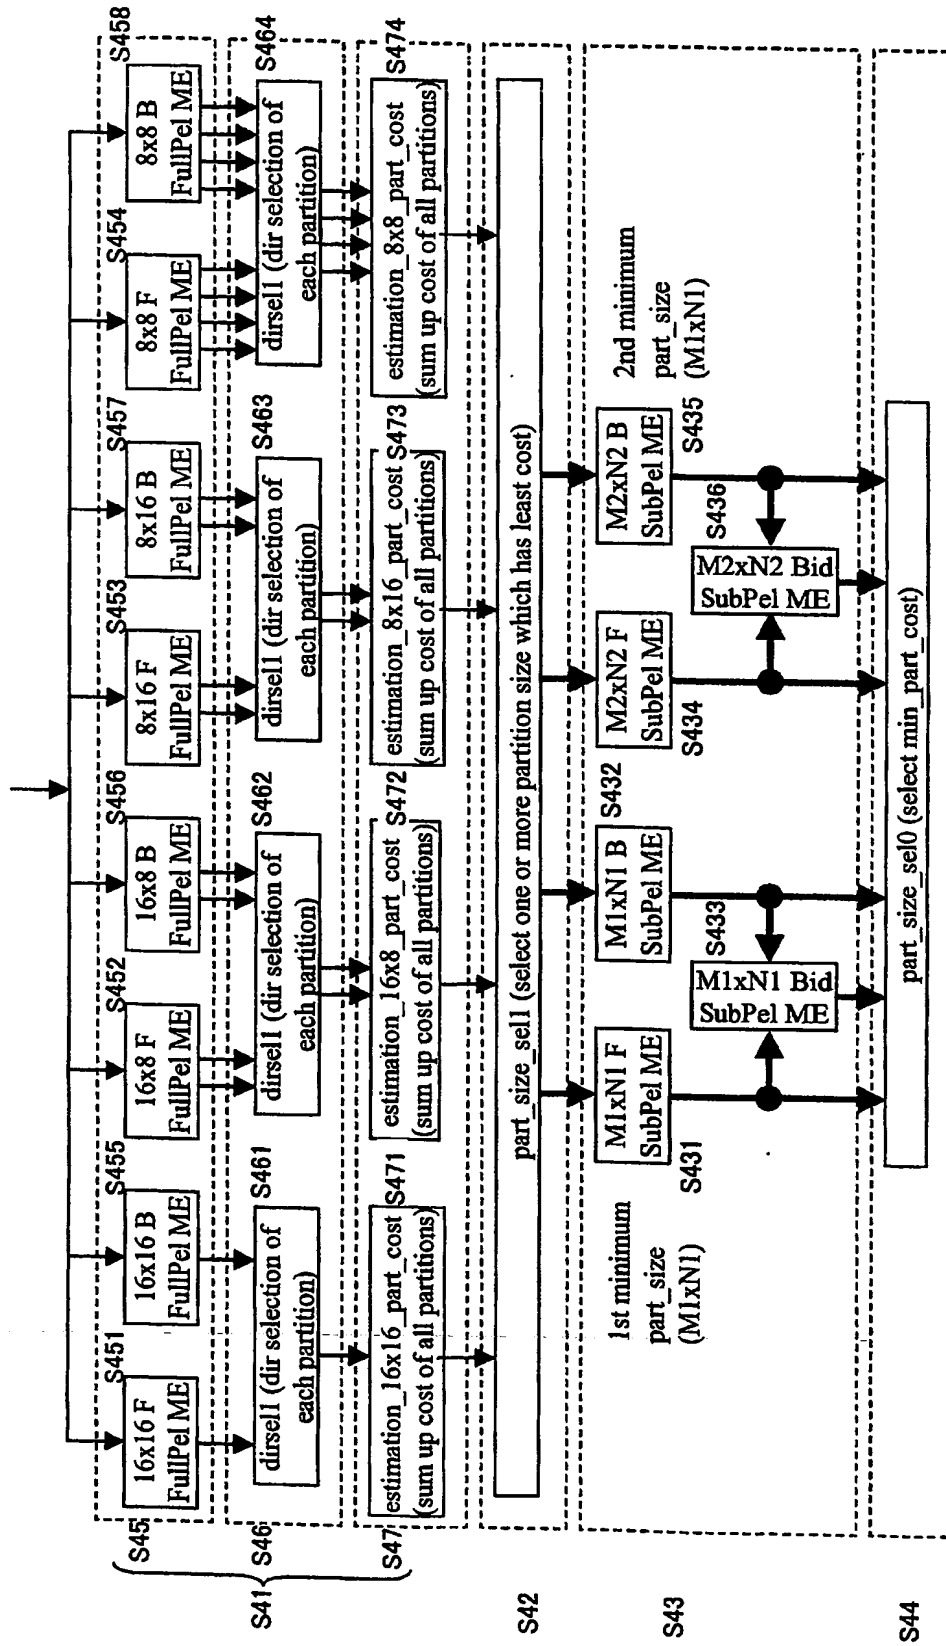 S451
16x16 F
FullPel ME
S455
16x16 B
FullPel ME
S452
16x8 F
FullPel ME
S456
16x8 B
FullPel ME
S453
8x16 F
FullPel ME
S457
8x16 B
FullPel ME
S454
8x8 F
FullPel ME
S458
8x8 B
FullPel ME
S45
S461
dirsel1 (dir selection of
each partition)
S462
dirsel1 (dir selection of
each partition)
S463
dirsel1 (dir selection of
each partition)
S464
dirsel1 (dir selection of
each partition)
S46
S41
S471
estimation_16x16_part_cost
(sum up cost of all partitions)
S472
estimation_16x8_part_cost
(sum up cost of all partitions)
S473
estimation_8x16_part_cost
(sum up cost of all partitions)
S474
estimation_8x8_part_cost
(sum up cost of all partitions)
S47
part_size_sel1 (select one or more partition size which has least cost)
S42
1st minimum
part_size
(M1xN1)
M1xN1 F
SubPel ME
S431
M1xN1 B
SubPel ME
S432
M1xN1 Bid
SubPel ME
S433
M2xN2 F
SubPel ME
S434
M2xN2 B
SubPel ME
S435
M2xN2 Bid
SubPel ME
S436
2nd minimum
part_size
(M1xN1)
S43
part_size_sel0 (select min_part_cost)
S44